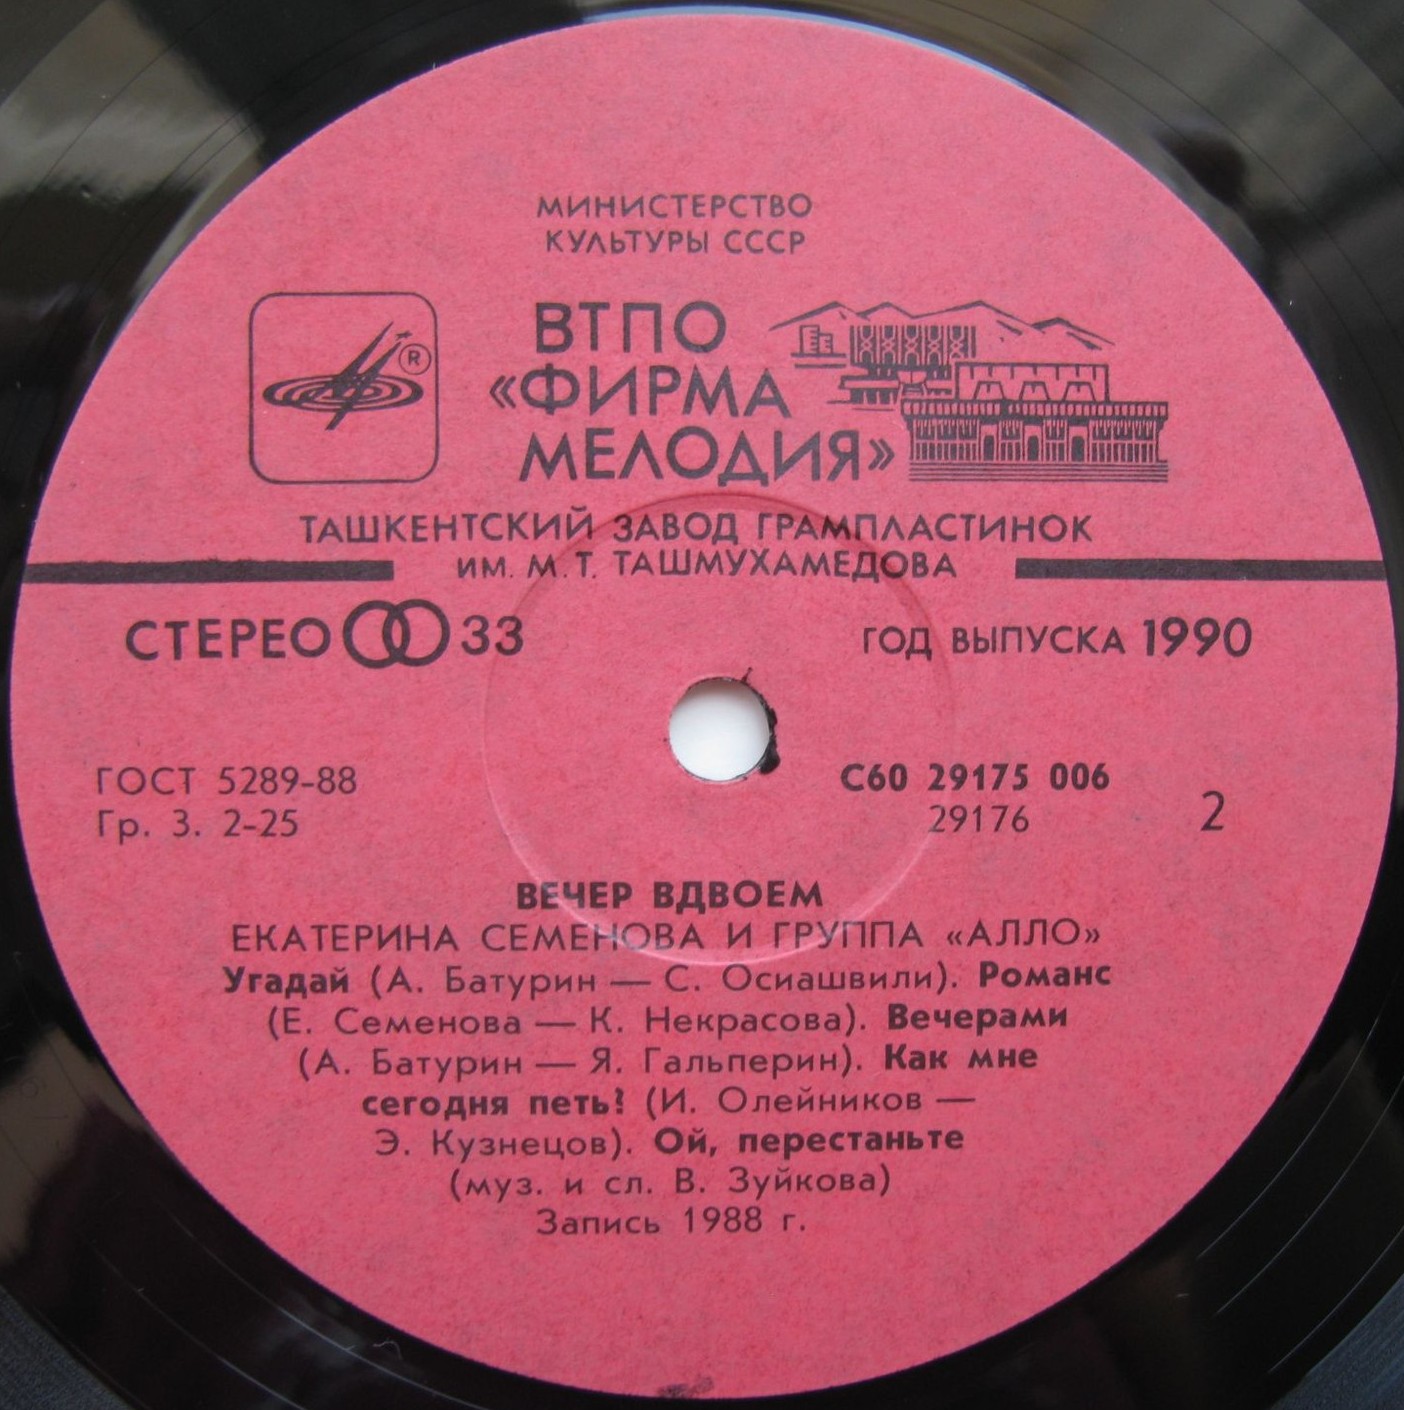 МИНИСТЕРСТВО
КУЛЬТУРЫ СССР
ВТПО
«ФИРМА
МЕЛОДИЯ»
®
ТАШКЕНТСКИЙ ЗАВОД ГРАМПЛАСТИНОК
ИМ. М.Т. ТАШМУХАМЕДОВА
СТЕРЕО 33
ГОД ВЫПУСКА 1990
ГОСТ 5289-88
Гр. 3. 2-25
С60 29175 006
29176
2
ВЕЧЕР ВДВОЕМ
ЕКАТЕРИНА СЕМЕНОВА И ГРУППА «АЛЛО»
Угадай (А. Батурин — С. Осиашвили). Романс
(Е. Семенова — К. Некрасова). Вечерами
(А. Батурин — Я. Гальперин). Как мне
сегодня петь? (И. Олейников —
Э. Кузнецов). Ой, перестаньте
(муз. и сл. В. Зуйкова)
Запись 1988 г.